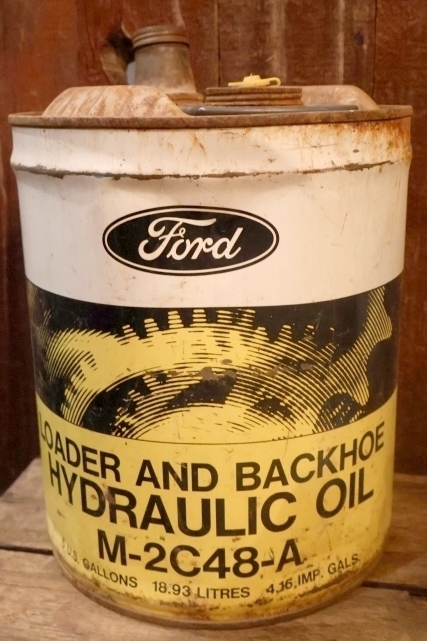 Ford
LOADER AND BACKHOE
HYDRAULIC OIL
M-2C48-A
U.S. GALLONS 18.93 LITRES 4.16 IMP. GALS.